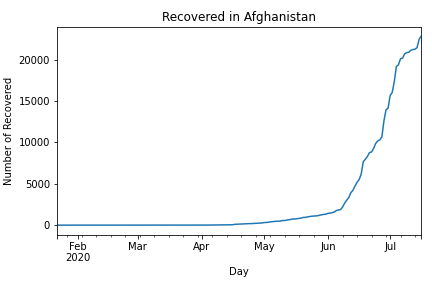 Recovered in Afghanistan
Number of Recovered
20000
15000
10000
5000
0
Feb Mar Apr May Jun Jul
2020
Day